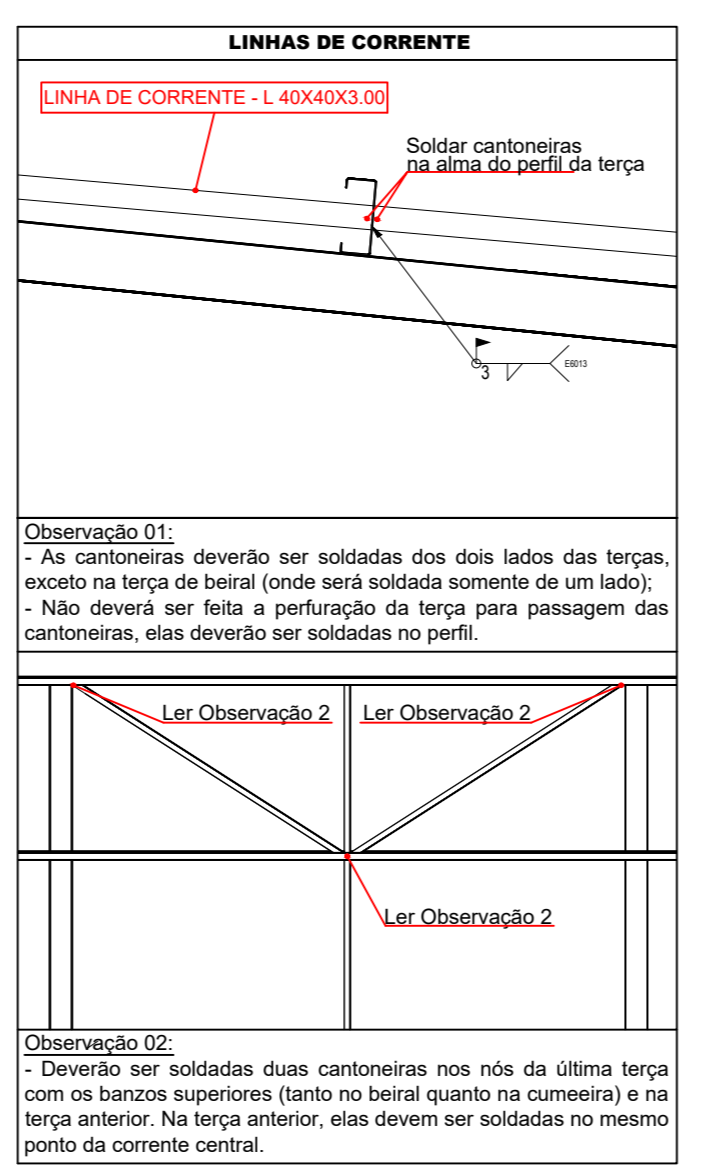 LINHAS DE CORRENTE
LINHA DE CORRENTE - L 40X40X3.00
Soldar cantoneiras
na alma do perfil da terça
3
E6013
Observação 01:
- As cantoneiras deverão ser soldadas dos dois lados das terças,
exceto na terça de beiral (onde será soldada somente de um lado);
- Não deverá ser feita a perfuração da terça para passagem das
cantoneiras, elas deverão ser soldadas no perfil.
Ler Observação 2
Ler Observação 2
Ler Observação 2
Observação 02:
- Deverão ser soldadas duas cantoneiras nos nós da última terça
com os banzos superiores (tanto no beiral quanto na cumeeira) e na
terça anterior. Na terça anterior, elas devem ser soldadas no mesmo
ponto da corrente central.